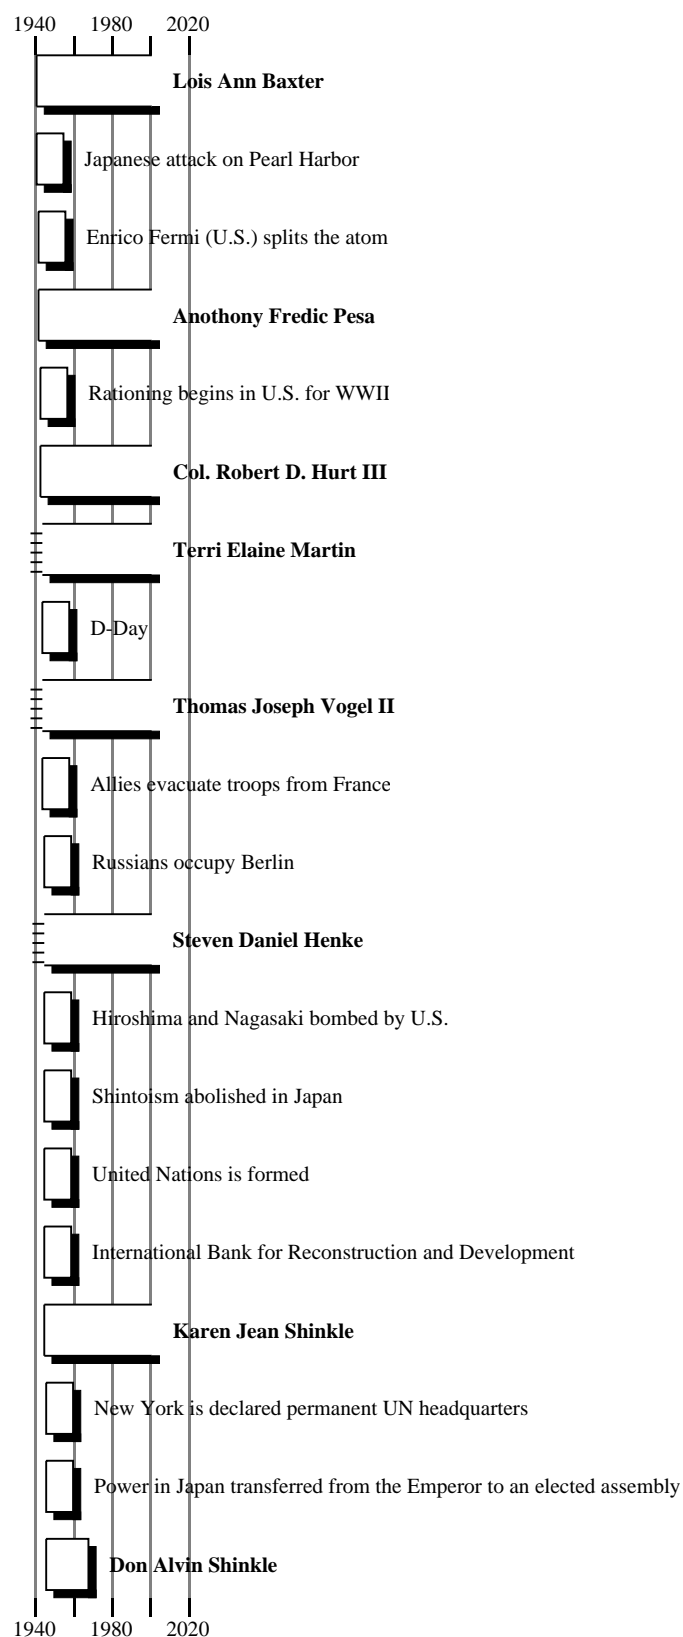 1940 1980 2020
Lois Ann Baxter
Japanese attack on Pearl Harbor
Enrico Fermi (U.S.) splits the atom
Anothony Fredic Pesa
Rationing begins in U.S. for WWII
Col. Robert D. Hurt III
Terri Elaine Martin
D-Day
Thomas Joseph Vogel II
Allies evacuate troops from France
Russians occupy Berlin
Steven Daniel Henke
Hiroshima and Nagasaki bombed by U.S.
Shintoism abolished in Japan
United Nations is formed
International Bank for Reconstruction and Development
Karen Jean Shinkle
New York is declared permanent UN headquarters
Power in Japan transferred from the Emperor to an elected assembly
Don Alvin Shinkle
1940 1980 2020